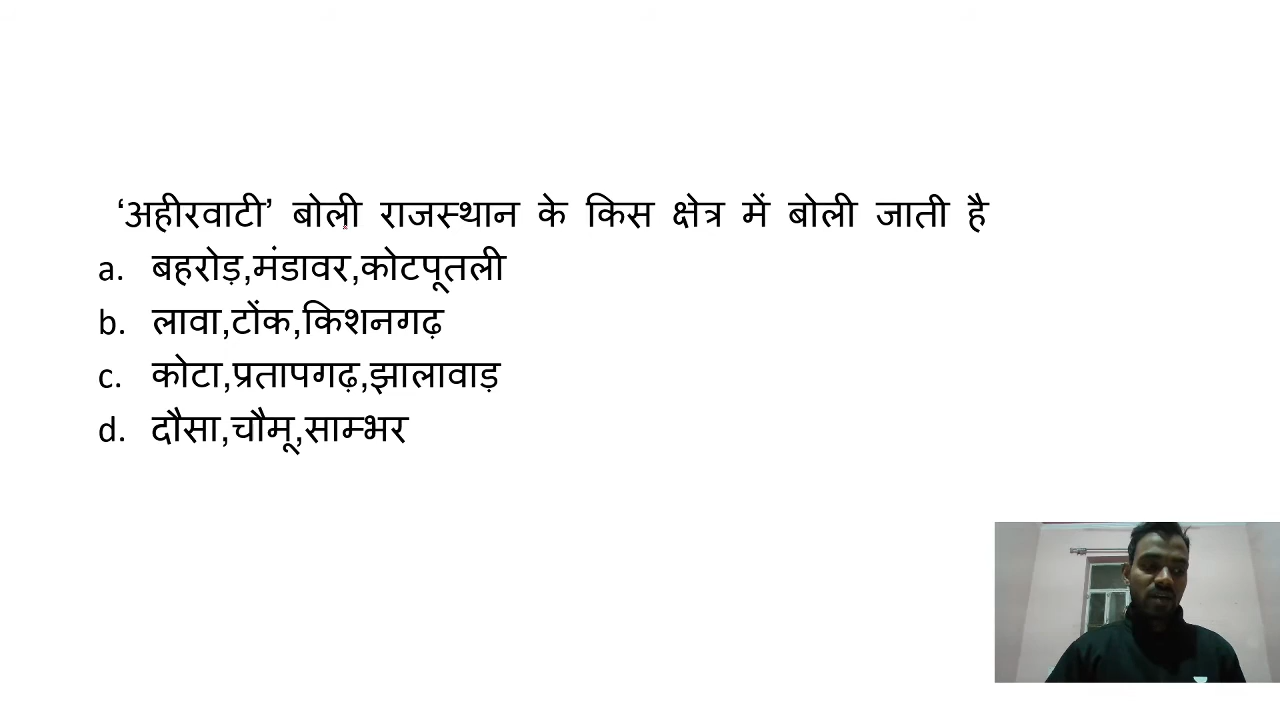 ‘अहीरवाटी’ बोली राजस्थान के किस क्षेत्र में बोली जाती है
a. बहरोड़,मंडावर,कोटपूतली
b. लावा,टोंक,किशनगढ़
c. कोटा,प्रतापगढ़,झालावाड़
d. दौसा,चौमू,साम्भर